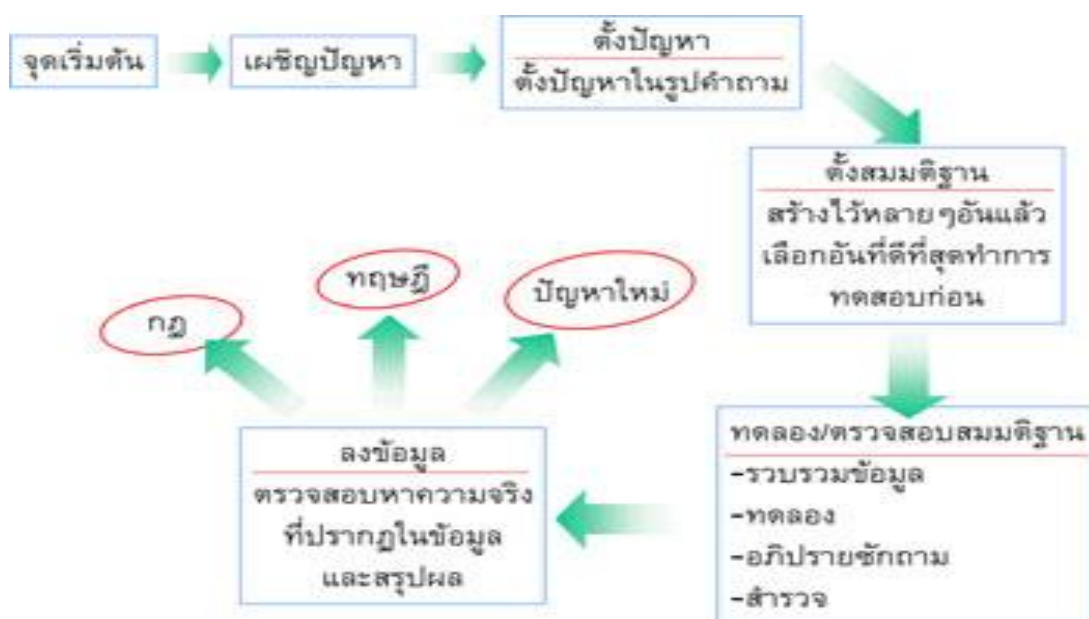 จุดเริ่มต้น
เผชิญปัญหา
ตั้งปัญหา
ตั้งปัญหาในรูปคำถาม
ตั้งสมมติฐาน
สร้างไว้หลายๆอันแล้ว
เลือกอันที่ดีที่สุดทำการ
ทดสอบก่อน
ทดลอง/ตรวจสอบสมมติฐาน
-รวบรวมข้อมูล
-ทดลอง
-อภิปรายซักถาม
-สำรวจ
ลงข้อมูล
ตรวจสอบหาความจริง
ที่ปรากฏในข้อมูล
และสรุปผล
กฎ
ทฤษฎี
ปัญหาใหม่